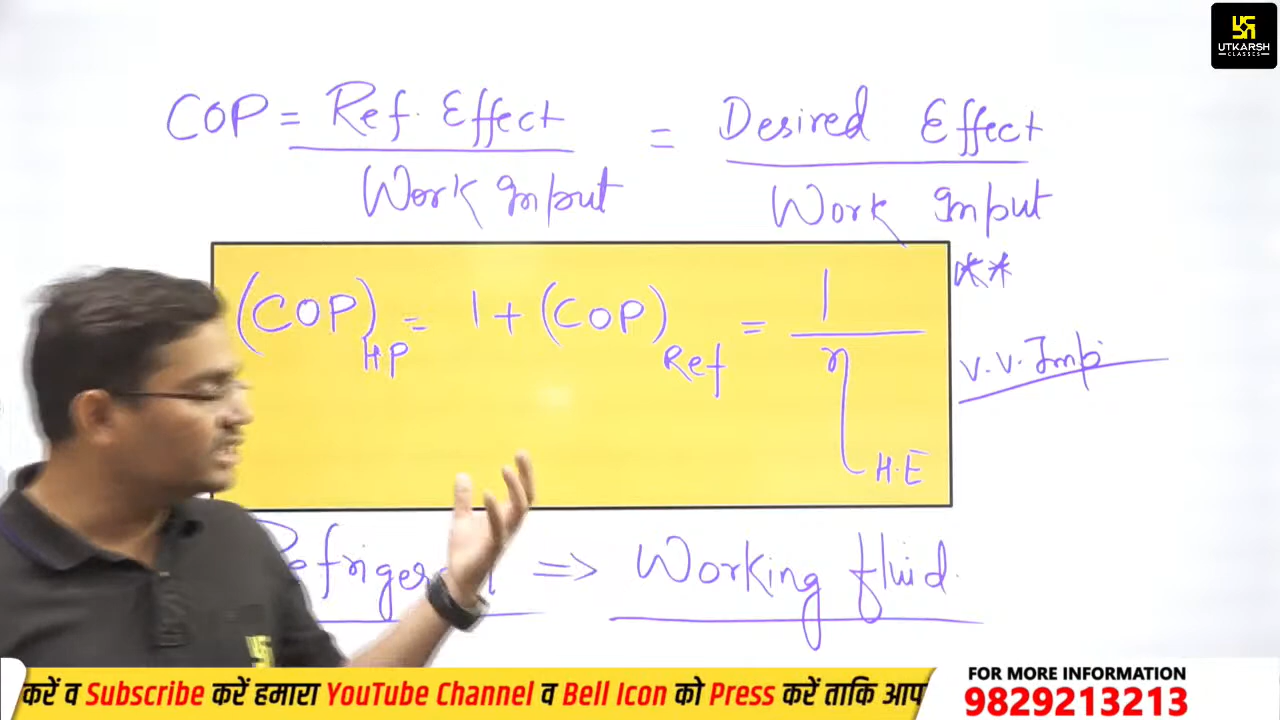 UTKARSH
CLASSES
COP = Ref. Effect / Work Input = Desired Effect / Work Input
**
(COP)HP = 1 + (COP)Ref = 1 / η H.E
V.V. Imp
⇒ Working fluid.
करें व Subscribe करें हमारा YouTube Channel व Bell Icon को Press करें ताकि आप
FOR MORE INFORMATION
9829213213